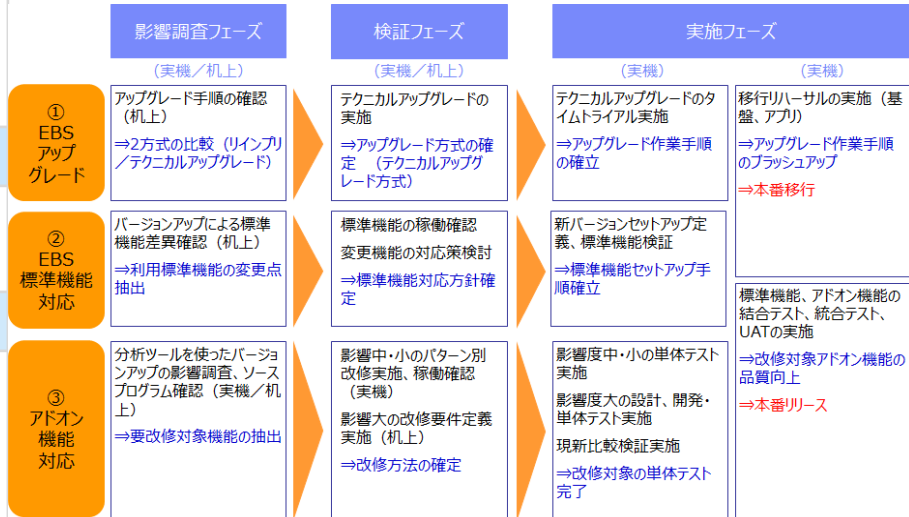 影響調査フェーズ
検証フェーズ
実施フェーズ
(実機／机上)
(実機／机上)
(実機)
(実機)
①
EBS
アップ
グレード
アップグレード手順の確認
(机上)
⇒2方式の比較（リインプリ
／テクニカルアップグレード）
テクニカルアップグレードの
実施
⇒アップグレード方式の確
定　（テクニカルアップグ
レード方式）
テクニカルアップグレードのタ
イムトライアル実施
⇒アップグレード作業手順
の確立
移行リハーサルの実施（基
盤、アプリ）
⇒アップグレード作業手順
のブラッシュアップ
⇒本番移行
②
EBS
標準機能
対応
バージョンアップによる標準
機能差異確認（机上）
⇒利用標準機能の変更点
抽出
標準機能の稼働確認
変更機能の対応策検討
⇒標準機能対応方針確
定
新バージョンセットアップ定
義、標準機能検証
⇒標準機能セットアップ手
順確立
標準機能、アドオン機能の
結合テスト、統合テスト、
UATの実施
⇒改修対象アドオン機能の
品質向上
⇒本番リリース
③
アドオン
機能
対応
分析ツールを使ったバージョ
ンアップの影響調査、ソース
プログラム確認（実機／机
上）
⇒要改修対象機能の抽出
影響中・小のパターン別
改修実施、稼働確認
（実機）
影響大の改修要件定義
実施（机上）
⇒改修方法の確定
影響度中・小の単体テスト
実施
影響度大の設計、開発・
単体テスト実施
現新比較検証実施
⇒改修対象の単体テスト
完了